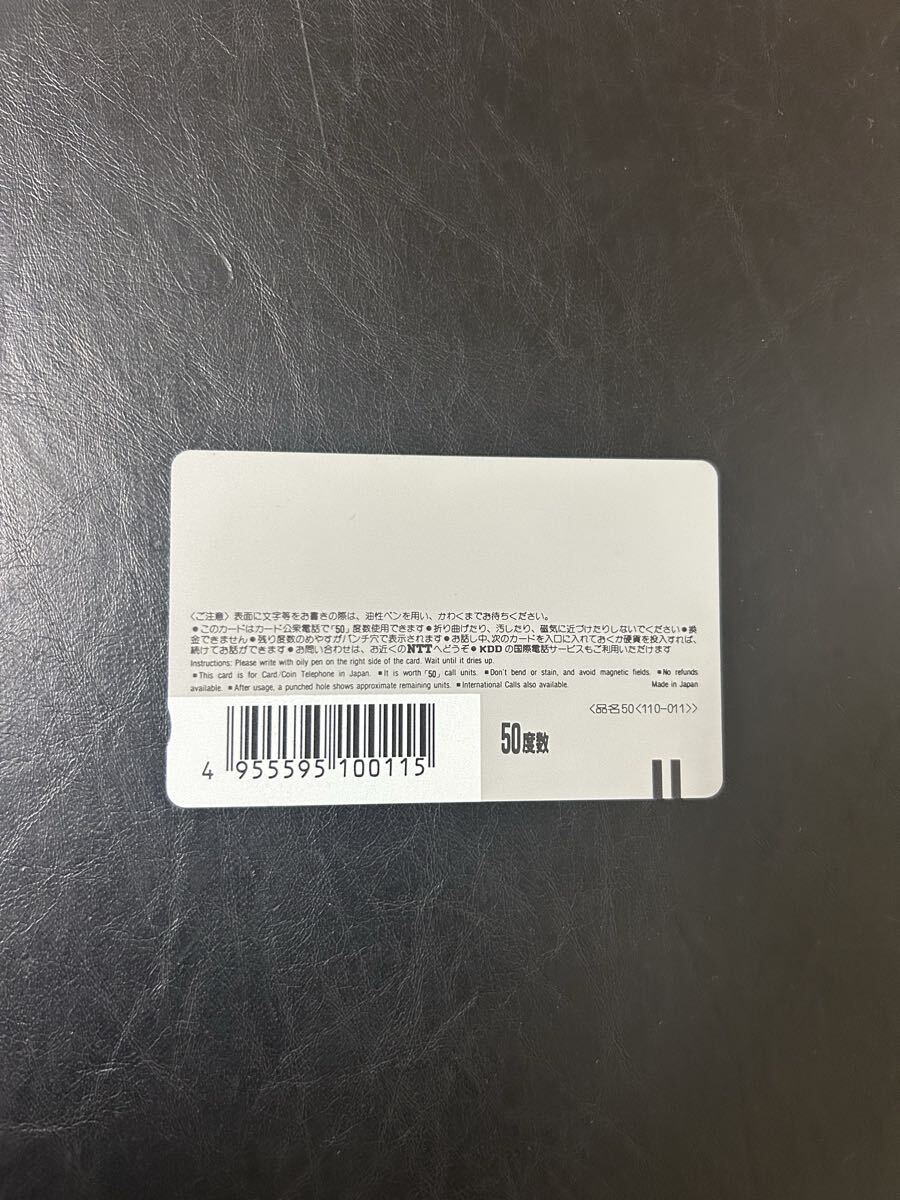 〈ご注意〉表面に文字等をお書きの際は、油性ペンを用い、かわくまでお待ちください。
●このカードはカード公衆電話で「50」度数使用できます●折り曲げたり、汚したり、磁気に近づけたりしないでください●換
金できません●残り度数のめやすがパンチ穴で表示されます●お話し中、次のカードを入口に入れておくか硬貨を投入すれば、
続けてお話ができます●お問い合わせは、お近くのNTTへどうぞ●KDDの国際電話サービスもご利用いただけます
Instructions: Please write with oily pen on the right side of the card. Wait until it dries up.
■This card is for Card/Coin Telephone in Japan. ■It is worth「50」call units. ■Don't bend or stain, and avoid magnetic fields. ■No refunds
available. ■After usage, a punched hole shows approximate remaining units. ■International Calls also available. Made in Japan
〈品名50〈110-011〉〉
50度数
4 955595 100115